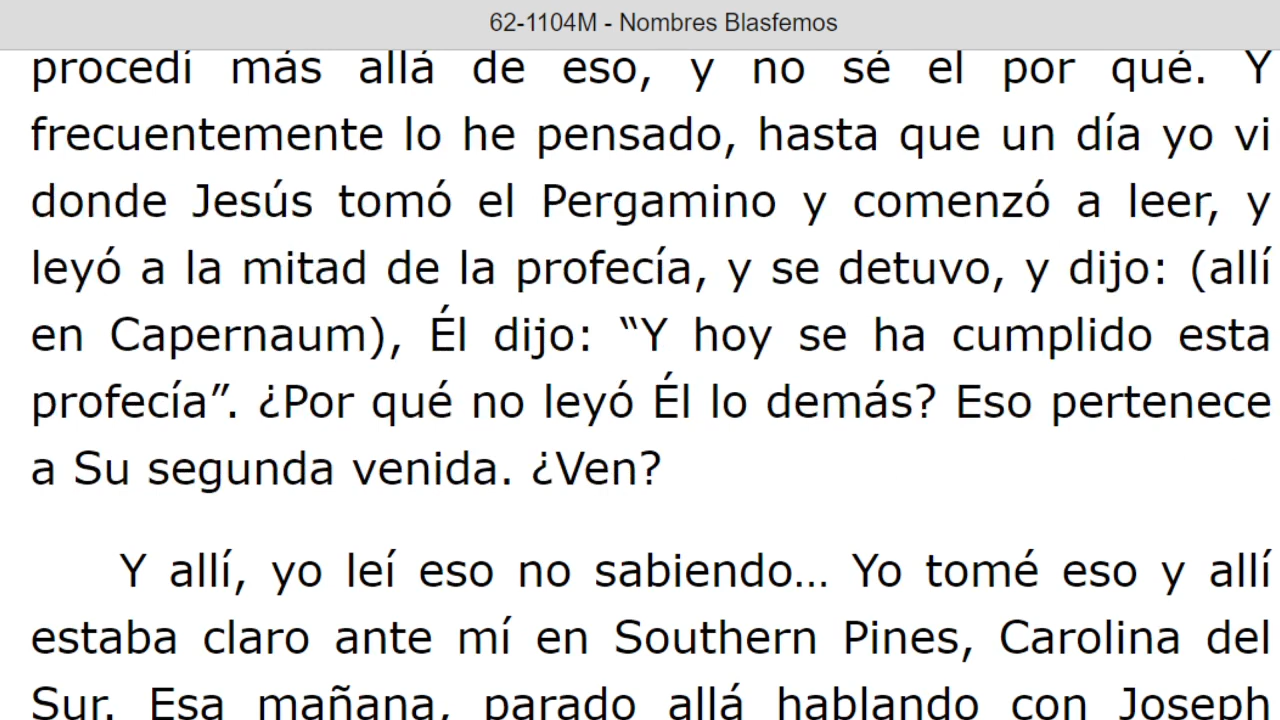 62-1104M - Nombres Blasfemos
procedí más allá de eso, y no sé el por qué. Y
frecuentemente lo he pensado, hasta que un día yo vi
donde Jesús tomó el Pergamino y comenzó a leer, y
leyó a la mitad de la profecía, y se detuvo, y dijo: (allí
en Capernaum), Él dijo: “Y hoy se ha cumplido esta
profecía”. ¿Por qué no leyó Él lo demás? Eso pertenece
a Su segunda venida. ¿Ven?
Y allí, yo leí eso no sabiendo... Yo tomé eso y allí
estaba claro ante mí en Southern Pines, Carolina del
Sur. Esa mañana, parado allá hablando con Joseph